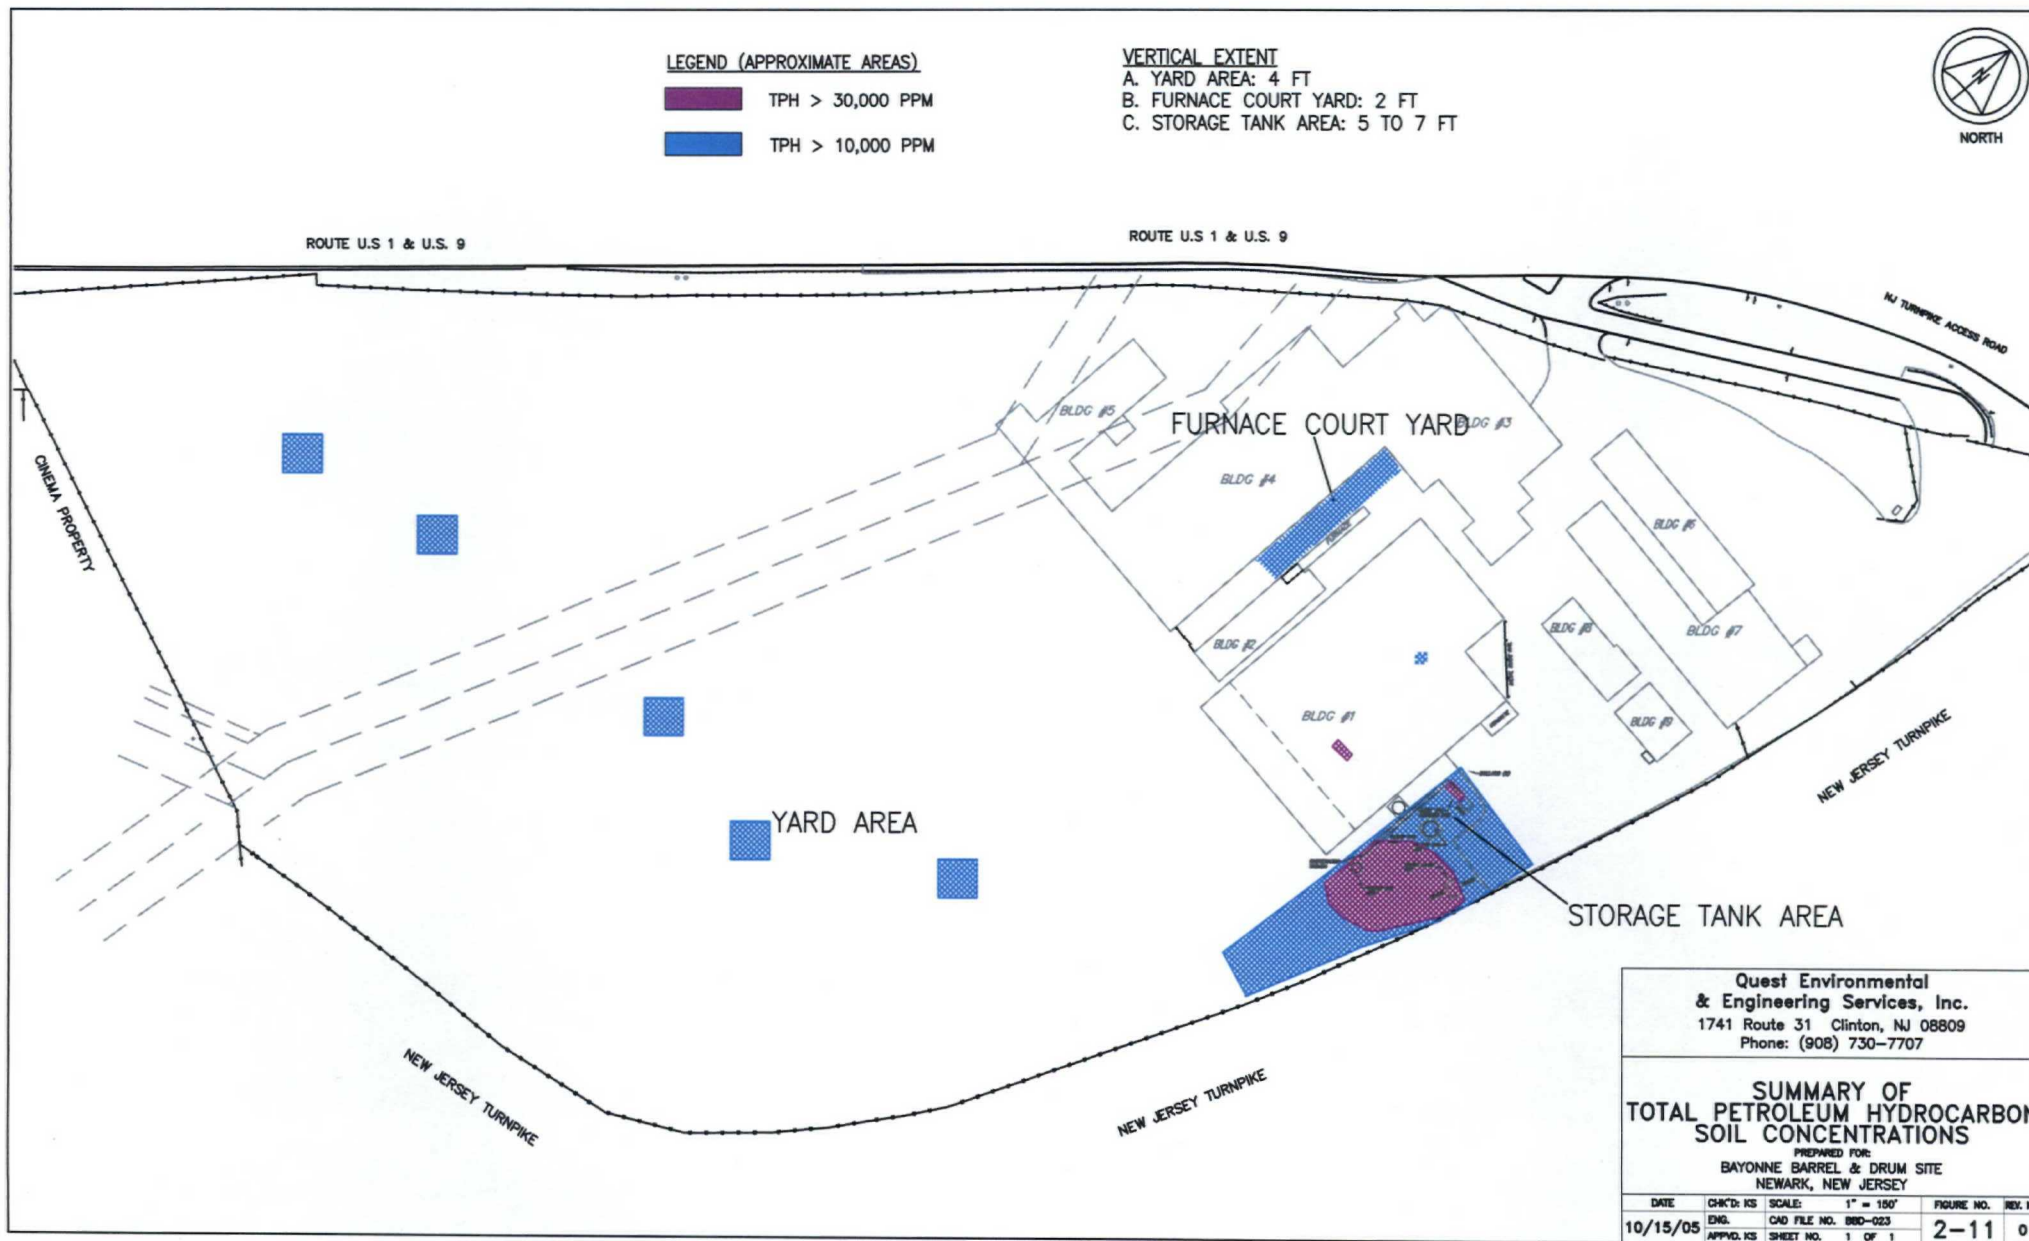 LEGEND (APPROXIMATE AREAS)
TPH > 30,000 PPM
TPH > 10,000 PPM
VERTICAL EXTENT
A. YARD AREA: 4 FT
B. FURNACE COURT YARD: 2 FT
C. STORAGE TANK AREA: 5 TO 7 FT
N
NORTH
ROUTE U.S 1 & U.S. 9
ROUTE U.S 1 & U.S. 9
NJ TURNPIKE ACCESS ROAD
CINEMA PROPERTY
BLDG #5
FURNACE COURT YARD
BLDG #3
BLDG #4
FURNACE
BLDG #6
BLDG #2
BLDG #8
BLDG #7
BLDG #1
BLDG #9
YARD AREA
STORAGE TANK AREA
NEW JERSEY TURNPIKE
NEW JERSEY TURNPIKE
NEW JERSEY TURNPIKE
Quest Environmental
& Engineering Services, Inc.
1741 Route 31 Clinton, NJ 08809
Phone: (908) 730-7707
SUMMARY OF
TOTAL PETROLEUM HYDROCARBON
SOIL CONCENTRATIONS
PREPARED FOR:
BAYONNE BARREL & DRUM SITE
NEWARK, NEW JERSEY
DATE CHK'D: KS SCALE: 1" = 150' FIGURE NO. REV.
10/15/05 ENG. CAD FILE NO. BBD-023 2-11 0
APPVD. KS SHEET NO. 1 OF 1